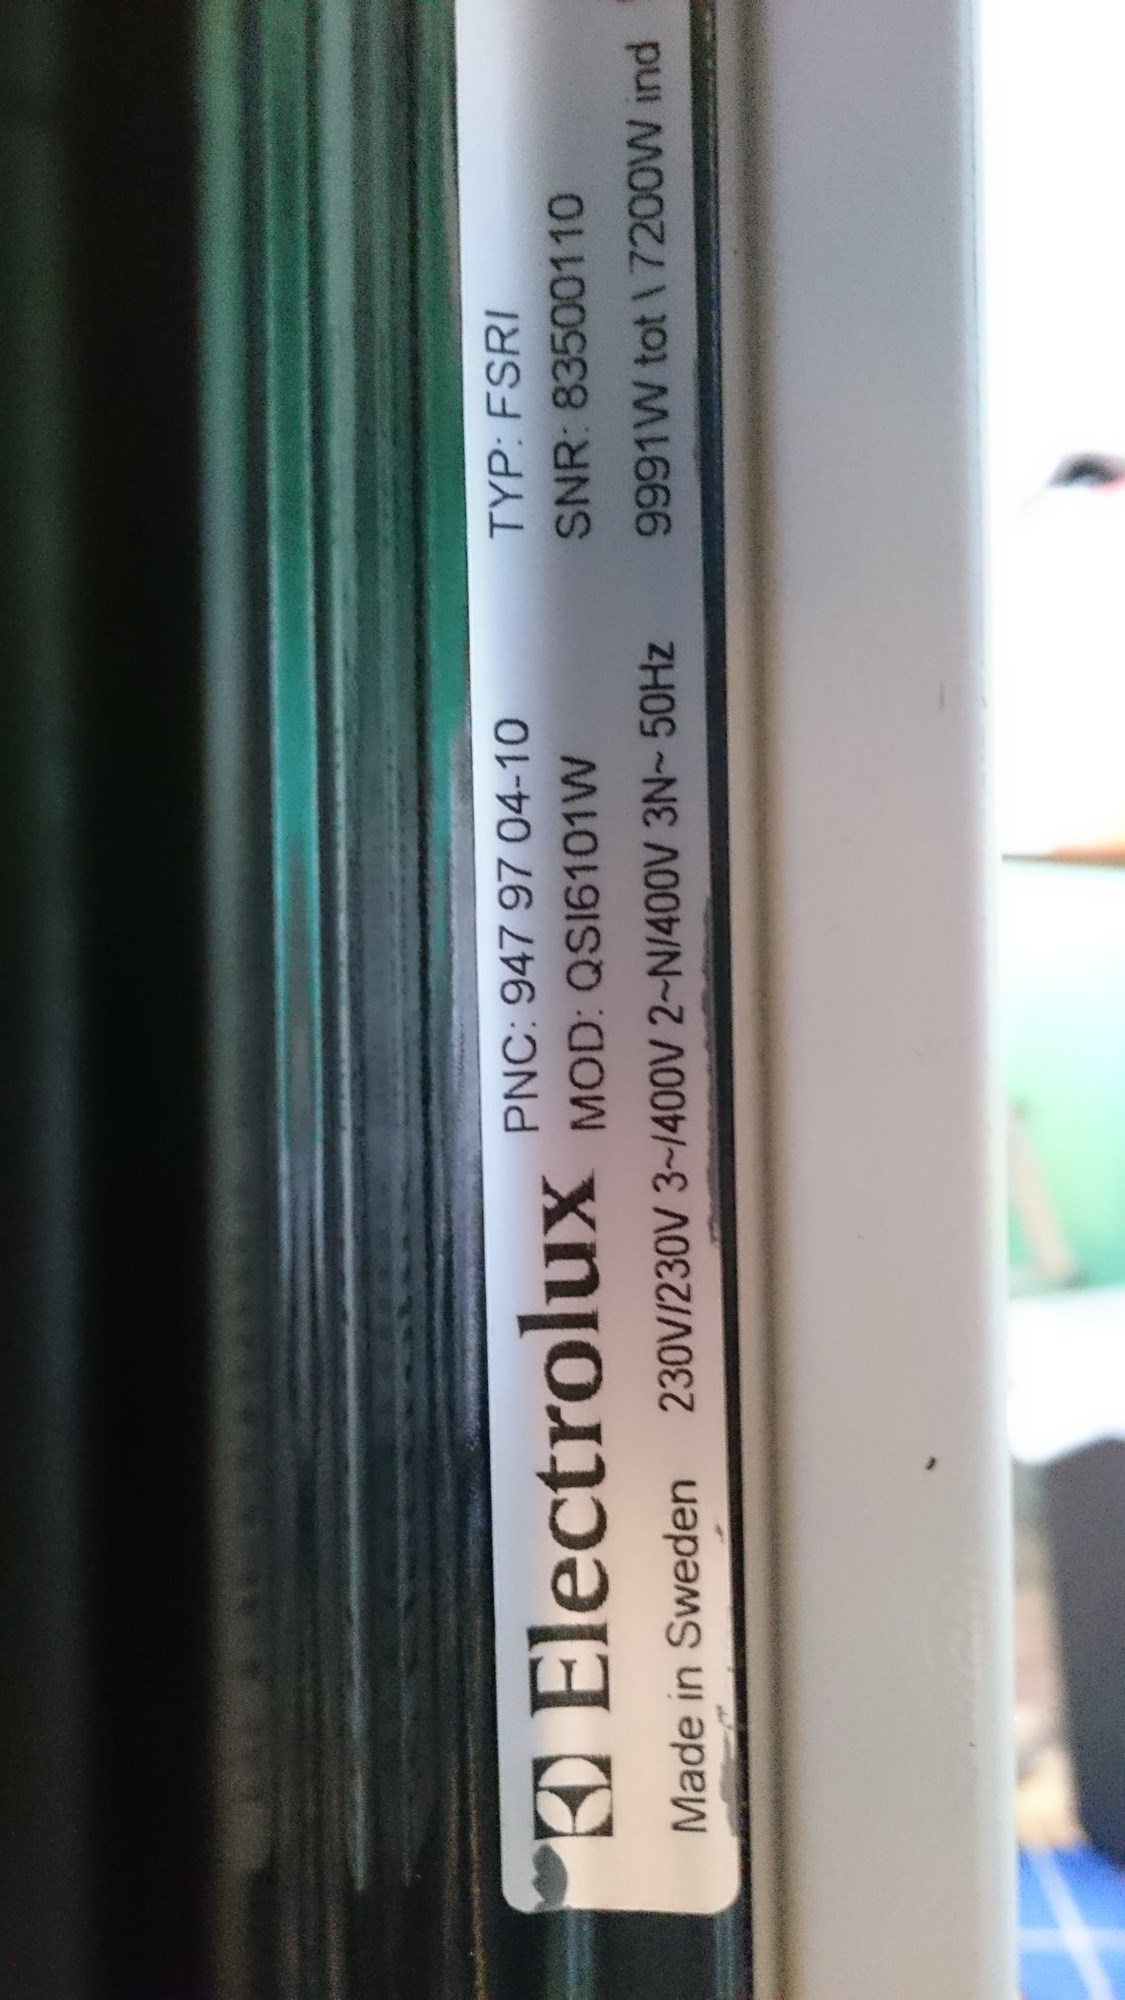 Electrolux
PNC: 947 97 04-10 TYP: FSRI
MOD: QSI6101W SNR: 83500110
Made in Sweden 230V/230V 3~/400V 2~N/400V 3N~ 50Hz 9991W tot \ 7200W ind